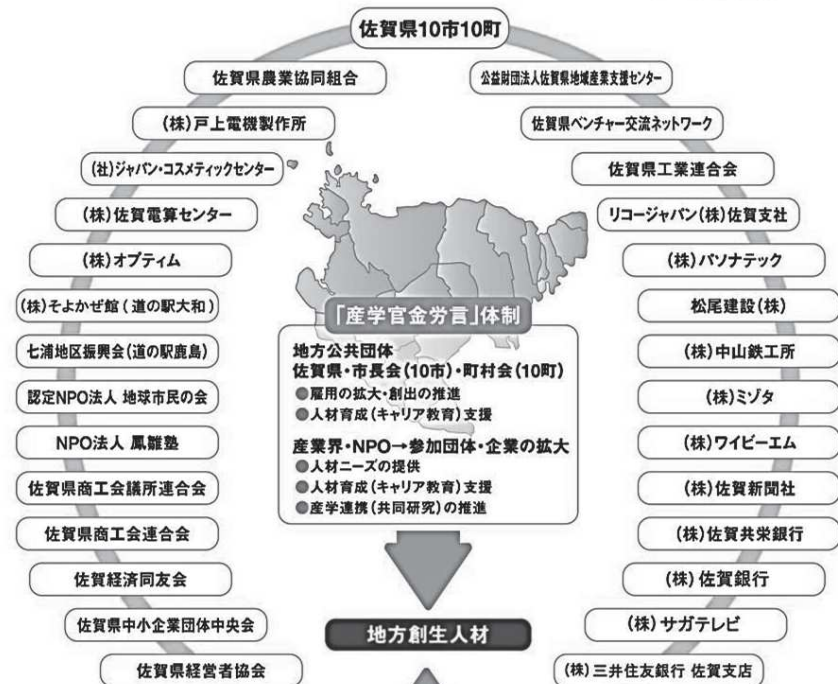 佐賀県10市10町
佐賀県農業協同組合
(株)戸上電機製作所
(社)ジャパン・コスメティックセンター
(株)佐賀電算センター
(株)オプティム
(株)そよかぜ館(道の駅大和)
七浦地区振興会(道の駅鹿島)
認定NPO法人 地球市民の会
NPO法人 鳳雛塾
佐賀県商工会議所連合会
佐賀県商工会連合会
佐賀経済同友会
佐賀県中小企業団体中央会
佐賀県経営者協会
公益財団法人佐賀県地域産業支援センター
佐賀県ベンチャー交流ネットワーク
佐賀県工業連合会
リコージャパン(株)佐賀支社
(株)パソナテック
松尾建設(株)
(株)中山鉄工所
(株)ミゾタ
(株)ワイビーエム
(株)佐賀新聞社
(株)佐賀共栄銀行
(株)佐賀銀行
(株)サガテレビ
(株)三井住友銀行 佐賀支店
「産学官金労言」体制
地方公共団体
佐賀県・市長会(10市)・町村会(10町)
●雇用の拡大・創出の推進
●人材育成(キャリア教育)支援
産業界・NPO→参加団体・企業の拡大
●人材ニーズの提供
●人材育成(キャリア教育)支援
●産学連携(共同研究)の推進
地方創生人材